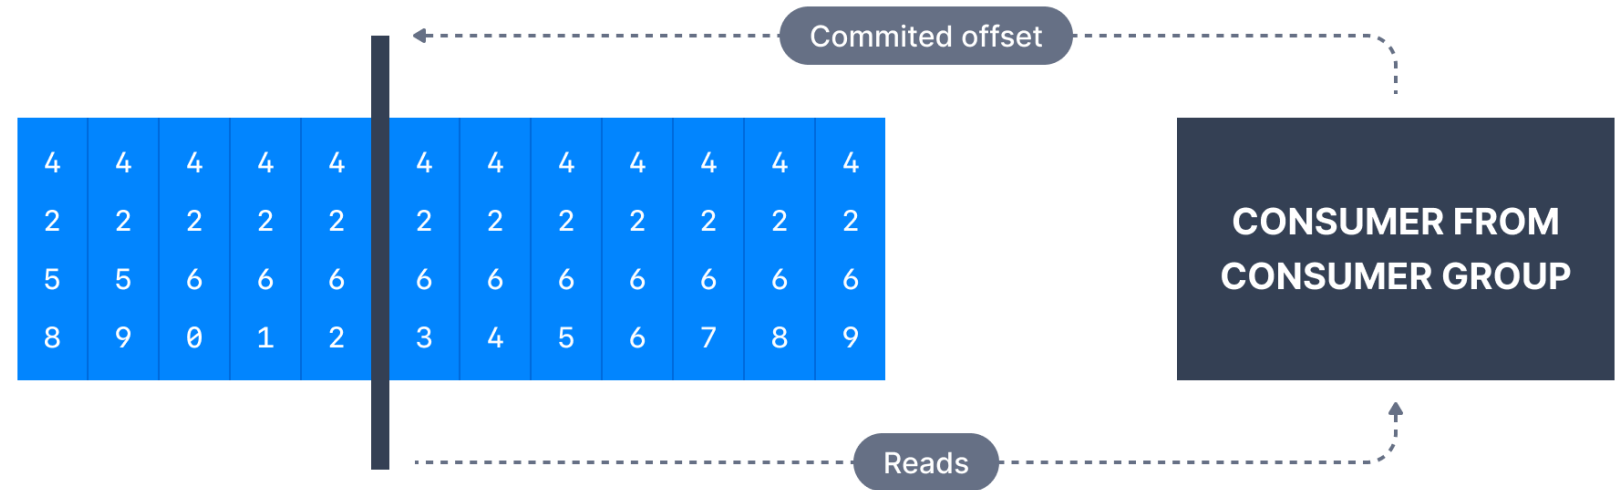 Commited offset
4 4 4 4 4 4 4 4 4 4 4 4
2 2 2 2 2 2 2 2 2 2 2 2
5 5 6 6 6 6 6 6 6 6 6 6
8 9 0 1 2 3 4 5 6 7 8 9
CONSUMER FROM
CONSUMER GROUP
Reads